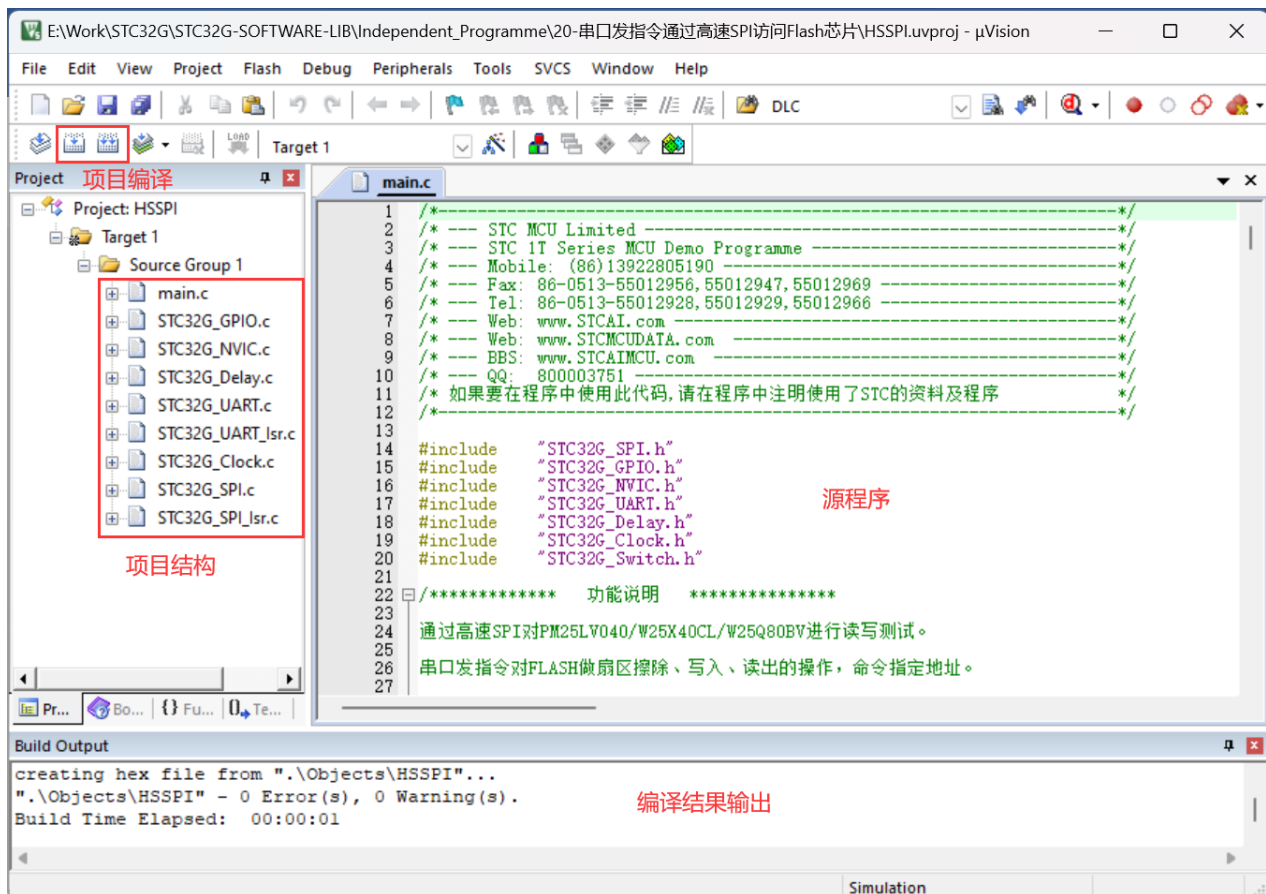 E:\Work\STC32G\STC32G-SOFTWARE-LIB\Independent_Programme\20-串口发指令通过高速SPI访问Flash芯片\HSSPI.uvproj - µVision
File Edit View Project Flash Debug Peripherals Tools SVCS Window Help
DLC
LOAD Target 1
Project 项目编译
main.c
Project: HSSPI
Target 1
Source Group 1
main.c
STC32G_GPIO.c
STC32G_NVIC.c
STC32G_Delay.c
STC32G_UART.c
STC32G_UART_Isr.c
STC32G_Clock.c
STC32G_SPI.c
STC32G_SPI_Isr.c
项目结构
Pr... Bo... {} Fu... Te...
1 /*---------------------------------------------------------------------*/
2 /* --- STC MCU Limited ------------------------------------------------*/
3 /* --- STC 1T Series MCU Demo Programme -------------------------------*/
4 /* --- Mobile: (86)13922805190 ----------------------------------------*/
5 /* --- Fax: 86-0513-55012956,55012947,55012969 ------------------------*/
6 /* --- Tel: 86-0513-55012928,55012929,55012966 ------------------------*/
7 /* --- Web: www.STCAI.com ---------------------------------------------*/
8 /* --- Web: www.STCMCUDATA.com  ---------------------------------------*/
9 /* --- BBS: www.STCAIMCU.com  -----------------------------------------*/
10 /* --- QQ:  800003751 -------------------------------------------------*/
11 /* 如果要在程序中使用此代码,请在程序中注明使用了STC的资料及程序            */
12 /*---------------------------------------------------------------------*/
13
14 #include "STC32G_SPI.h"
15 #include "STC32G_GPIO.h"
16 #include "STC32G_NVIC.h"
17 #include "STC32G_UART.h"
18 #include "STC32G_Delay.h"
19 #include "STC32G_Clock.h"
20 #include "STC32G_Switch.h"
源程序
21
22 /************* 功能说明 ***************
23
24 通过高速SPI对PM25LV040/W25X40CL/W25Q80BV进行读写测试。
25
26 串口发指令对FLASH做扇区擦除、写入、读出的操作，命令指定地址。
27
Build Output
creating hex file from ".\Objects\HSSPI"...
".\Objects\HSSPI" - 0 Error(s), 0 Warning(s).
Build Time Elapsed:  00:00:01
编译结果输出
Simulation